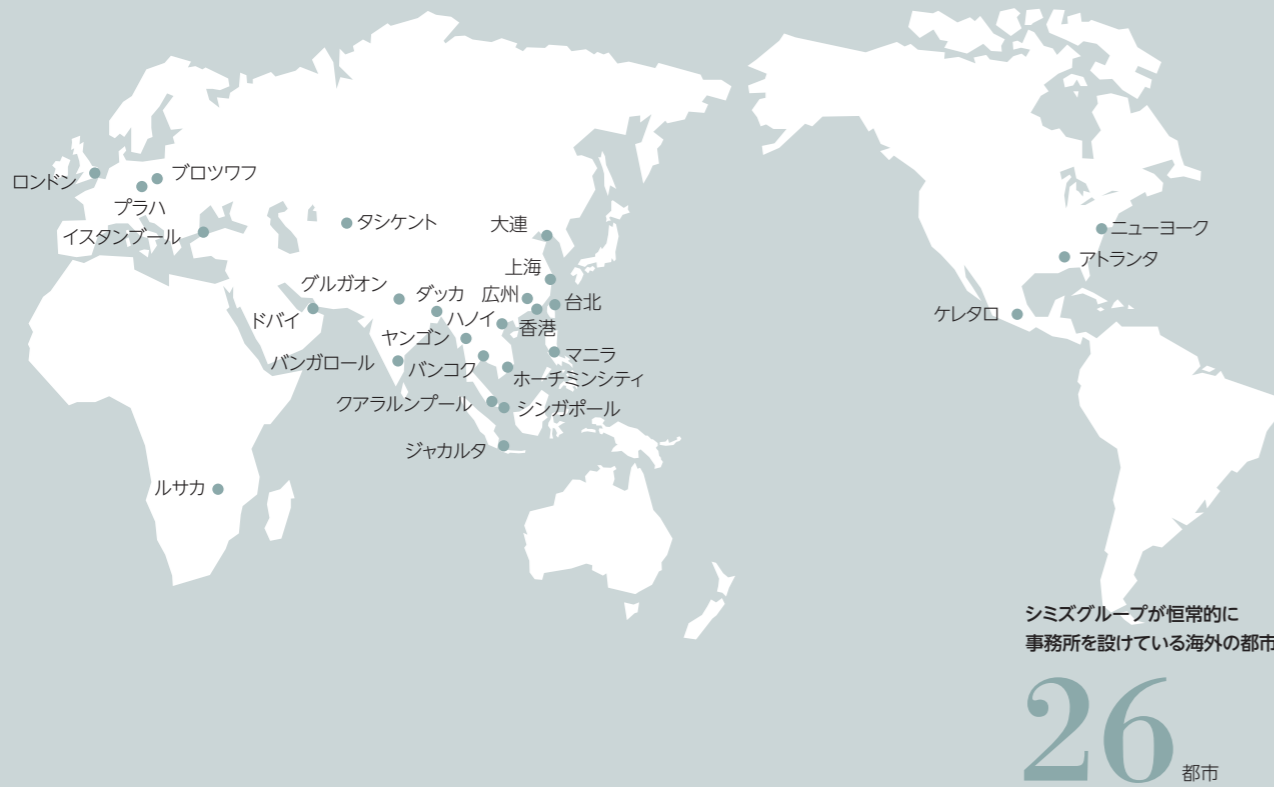 ロンドン
ブロツワフ
プラハ
イスタンブール
タシケント
大連
上海
グルガオン
ダッカ
広州
台北
ドバイ
ハノイ
香港
ヤンゴン
バンガロール
バンコク
マニラ
ホーチミンシティ
クアラルンプール
シンガポール
ジャカルタ
ルサカ
ニューヨーク
アトランタ
ケレタロ
シミズグループが恒常的に
事務所を設けている海外の都市
26都市